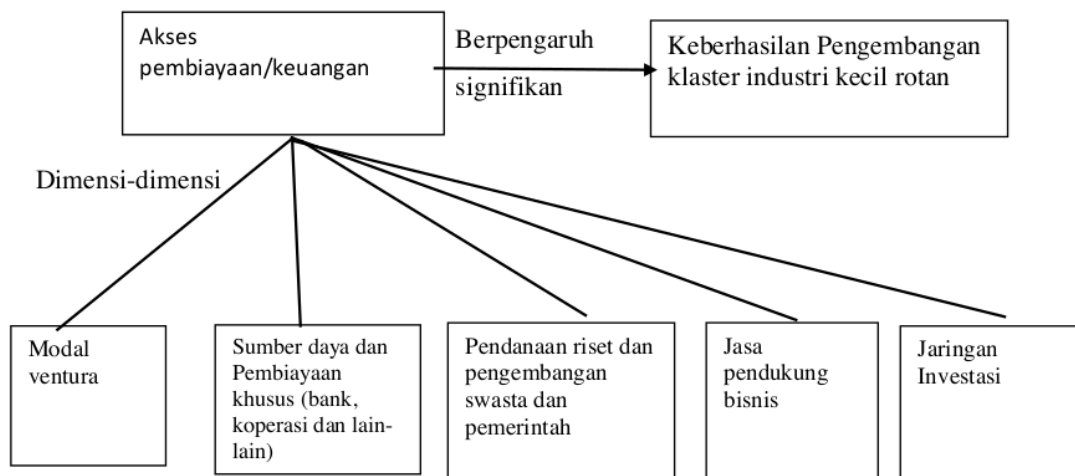 Akses
pembiayaan/keuangan
Berpengaruh
signifikan
Keberhasilan Pengembangan
klaster industri kecil rotan
Dimensi-dimensi
Modal
ventura
Sumber daya dan
Pembiayaan
khusus (bank,
koperasi dan lain-
lain)
Pendanaan riset dan
pengembangan
swasta dan
pemerintah
Jasa
pendukung
bisnis
Jaringan
Investasi